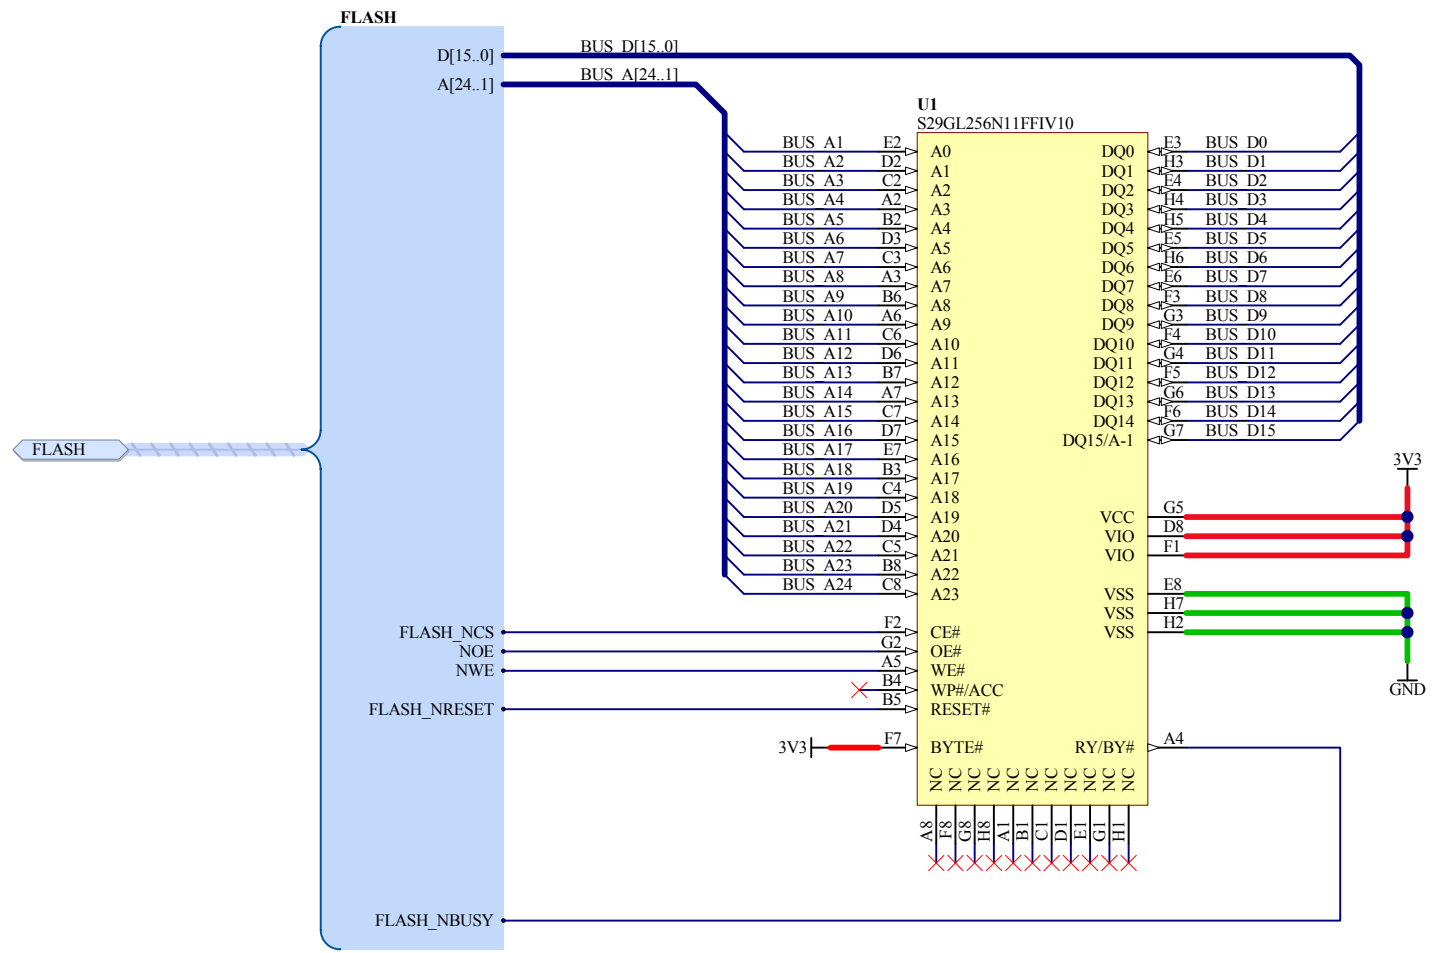 FLASH
D[15..0]
BUS_D[15..0]
A[24..1]
BUS_A[24..1]
U1
S29GL256N11FFIV10
BUS_A1 E2 A0 DQ0 E3 BUS_D0
BUS_A2 D2 A1 DQ1 H3 BUS_D1
BUS_A3 C2 A2 DQ2 E4 BUS_D2
BUS_A4 A2 A3 DQ3 H4 BUS_D3
BUS_A5 B2 A4 DQ4 H5 BUS_D4
BUS_A6 D3 A5 DQ5 E5 BUS_D5
BUS_A7 C3 A6 DQ6 H6 BUS_D6
BUS_A8 A3 A7 DQ7 E6 BUS_D7
BUS_A9 B6 A8 DQ8 F3 BUS_D8
BUS_A10 A6 A9 DQ9 G3 BUS_D9
BUS_A11 C6 A10 DQ10 F4 BUS_D10
BUS_A12 D6 A11 DQ11 G4 BUS_D11
BUS_A13 B7 A12 DQ12 F5 BUS_D12
BUS_A14 A7 A13 DQ13 G6 BUS_D13
BUS_A15 C7 A14 DQ14 F6 BUS_D14
BUS_A16 D7 A15 DQ15/A-1 G7 BUS_D15
FLASH
BUS_A17 E7 A16
3V3
BUS_A18 B3 A17
BUS_A19 C4 A18
BUS_A20 D5 A19 VCC G5
BUS_A21 D4 A20 VIO D8
BUS_A22 C5 A21 VIO F1
BUS_A23 B8 A22
BUS_A24 C8 A23 VSS E8
VSS H7
FLASH_NCS F2 CE# VSS H2
NOE G2 OE#
NWE A5 WE#
B4 WP#/ACC
GND
FLASH_NRESET B5 RESET#
3V3 F7 BYTE# RY/BY# A4
NC NC NC NC NC NC NC NC NC NC NC
A8 F8 G8 H8 A1 B1 C1 D1 E1 G1 H1
FLASH_NBUSY